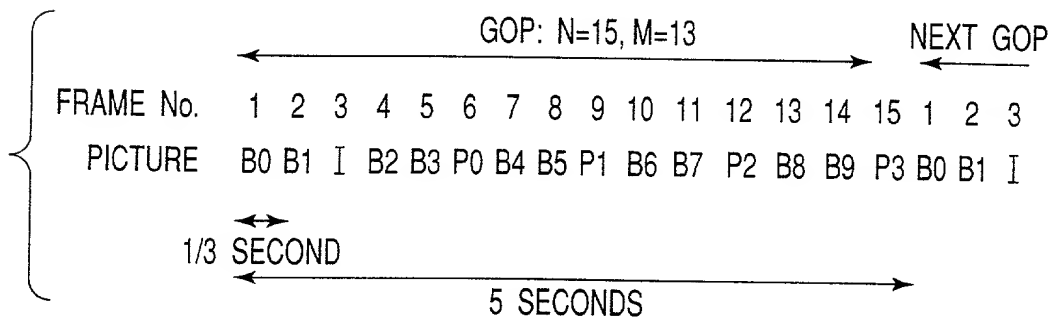 GOP: N=15, M=13 NEXT GOP
FRAME No. 1 2 3 4 5 6 7 8 9 10 11 12 13 14 15 1 2 3
PICTURE B0 B1 I B2 B3 P0 B4 B5 P1 B6 B7 P2 B8 B9 P3 B0 B1 I
1/3 SECOND
5 SECONDS